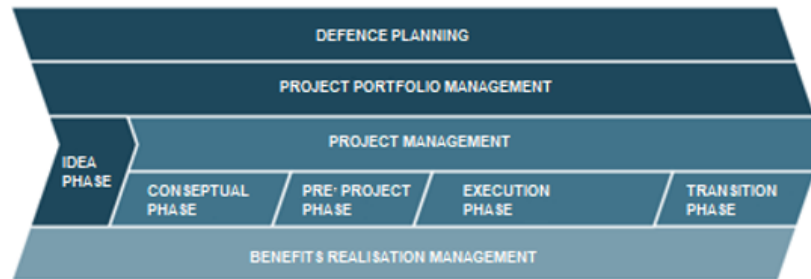 DEFENCE PLANNING
PROJECT PORTFOLIO MANAGEMENT
PROJECT MANAGEMENT
IDEA
PHASE
CONSEPTUAL
PHASE
PRE- PROJECT
PHASE
EXECUTION
PHASE
TRANSITION
PHASE
BENEFITS REALISATION MANAGEMENT